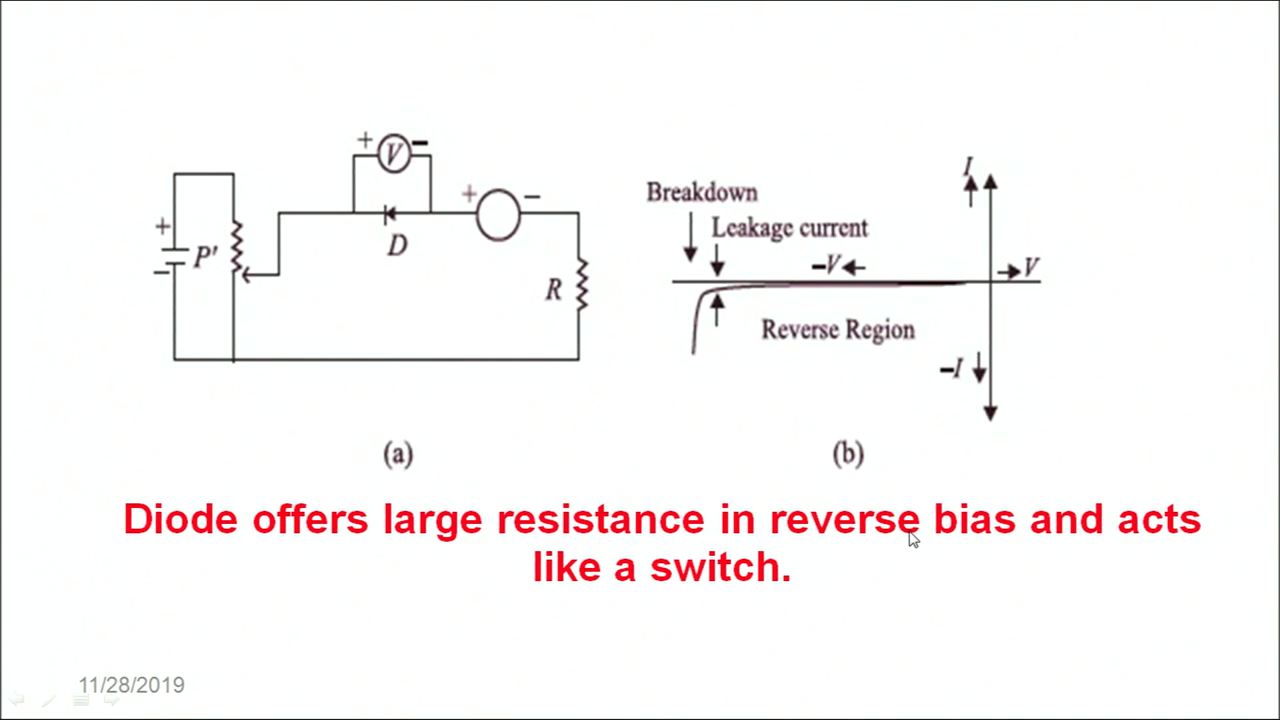 + V −
+ −
Breakdown
I
Leakage current
+
P'
−
D
R
−V
V
Reverse Region
−I
(a)
(b)
Diode offers large resistance in reverse bias and acts
like a switch.
11/28/2019